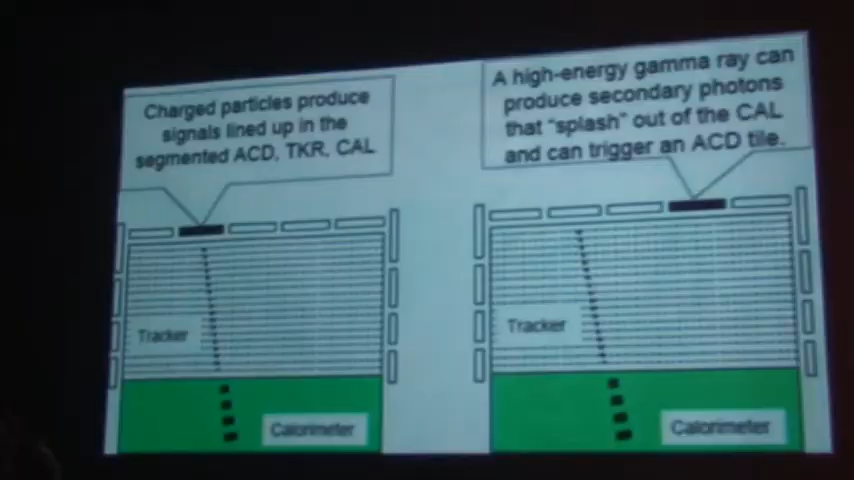 Charged particles produce
signals lined up in the
segmented ACD, TKR, CAL
Tracker
Calorimeter
A high-energy gamma ray can
produce secondary photons
that “splash” out of the CAL
and can trigger an ACD tile.
Tracker
Calorimeter